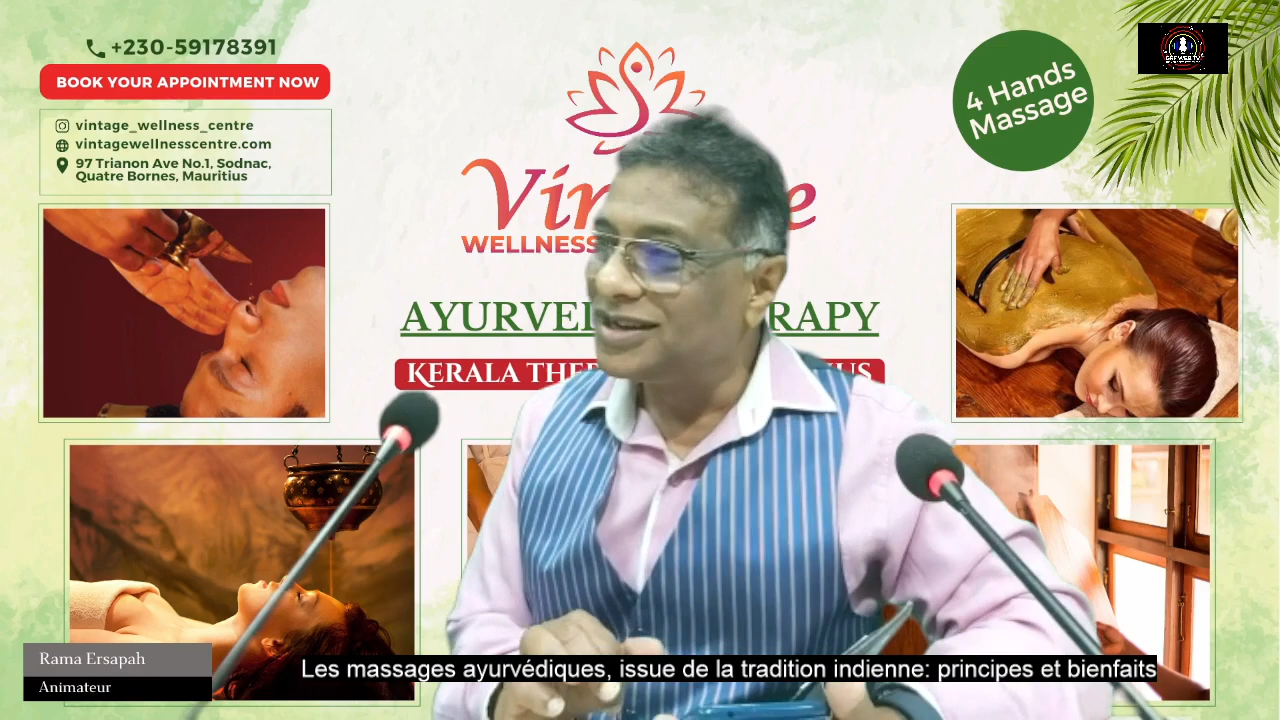 +230-59178391
BOOK YOUR APPOINTMENT NOW
vintage_wellness_centre
vintagewellnesscentre.com
97 Trianon Ave No.1, Sodnac,
Quatre Bornes, Mauritius
4 Hands
Massage
WELLNESS
KERALA
Rama Ersapah
Animateur
Les massages ayurvédiques, issue de la tradition indienne: principes et bienfaits